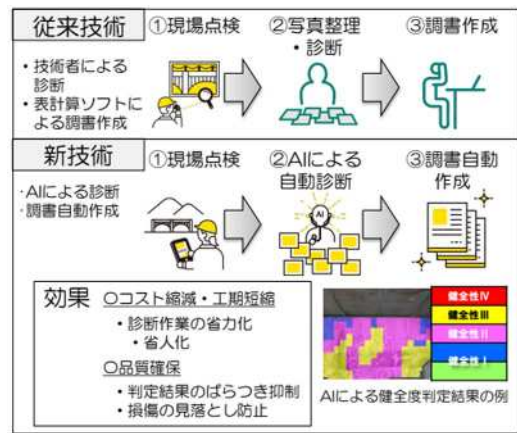 従来技術
①現場点検
②写真整理
・診断
③調書作成
・技術者による
診断
・表計算ソフトに
よる調書作成
新技術
①現場点検
②AIによる
自動診断
③調書自動
作成
・AIによる診断
・調書自動作成
AI
効果
○コスト縮減・工期短縮
・診断作業の省力化
・省人化
○品質確保
・判定結果のばらつき抑制
・損傷の見落とし防止
健全性Ⅳ
健全性Ⅲ
健全性Ⅱ
健全性Ⅰ
AIによる健全度判定結果の例